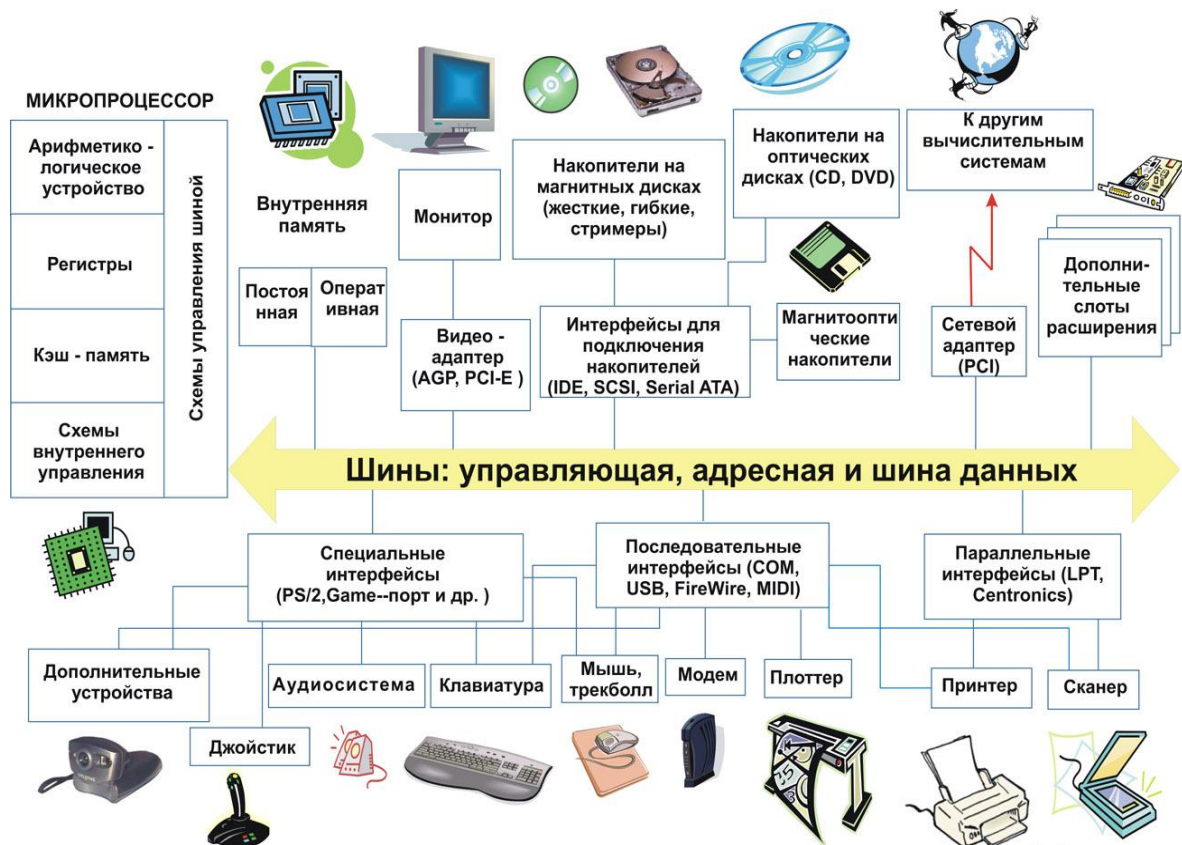 МИКРОПРОЦЕССОР
Арифметико -
логическое
устройство
Регистры
Кэш - память
Схемы
внутреннего
управления
Схемы управления шиной
Внутренняя
память
Постоя
нная
Операт
ивная
Монитор
Видео -
адаптер
(AGP, PCI-E )
Накопители на
магнитных дисках
(жесткие, гибкие,
стримеры)
Накопители на
оптических
дисках (CD, DVD)
Интерфейсы для
подключения
накопителей
(IDE, SCSI, Serial ATA)
Магнитоопти
ческие
накопители
К другим
вычислительным
системам
Сетевой
адаптер
(PCI)
Дополни-
тельные
слоты
расширения
Шины: управляющая, адресная и шина данных
Специальные
интерфейсы
(PS/2,Game--порт и др. )
Последовательные
интерфейсы (COM,
USB, FireWire, MIDI)
Параллельные
интерфейсы (LPT,
Centronics)
Дополнительные
устройства
Джойстик
Аудиосистема
Клавиатура
Мышь,
трекболл
Модем
Плоттер
Принтер
Сканер